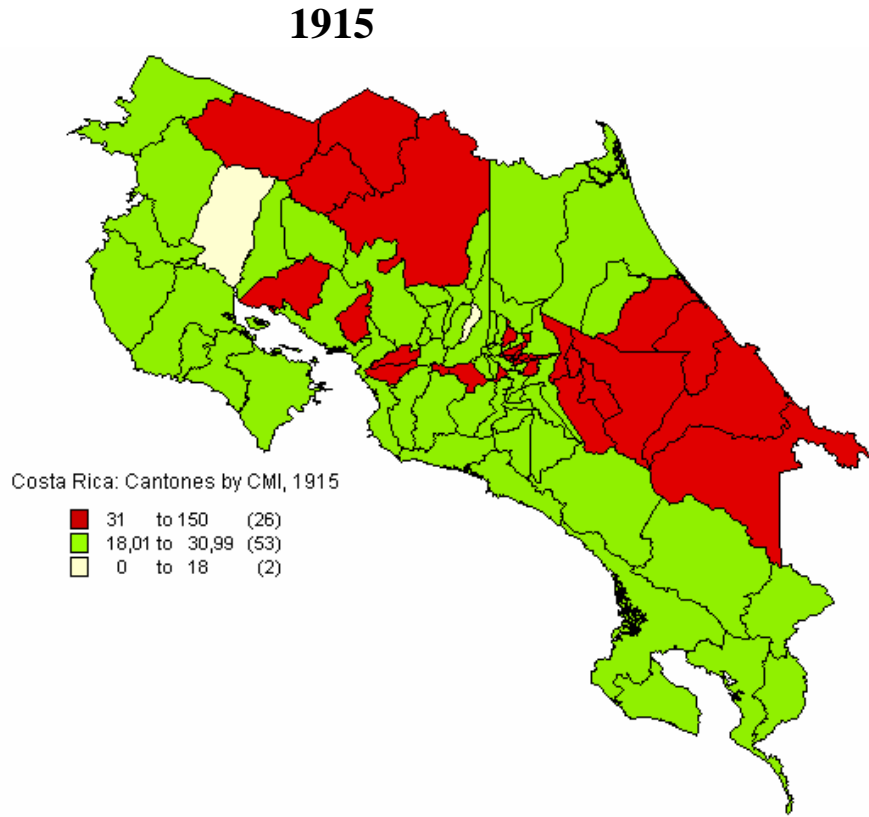 1915
Costa Rica: Cantones by CMI, 1915
31 to 150 (26)
18,01 to 30,99 (53)
0 to 18 (2)